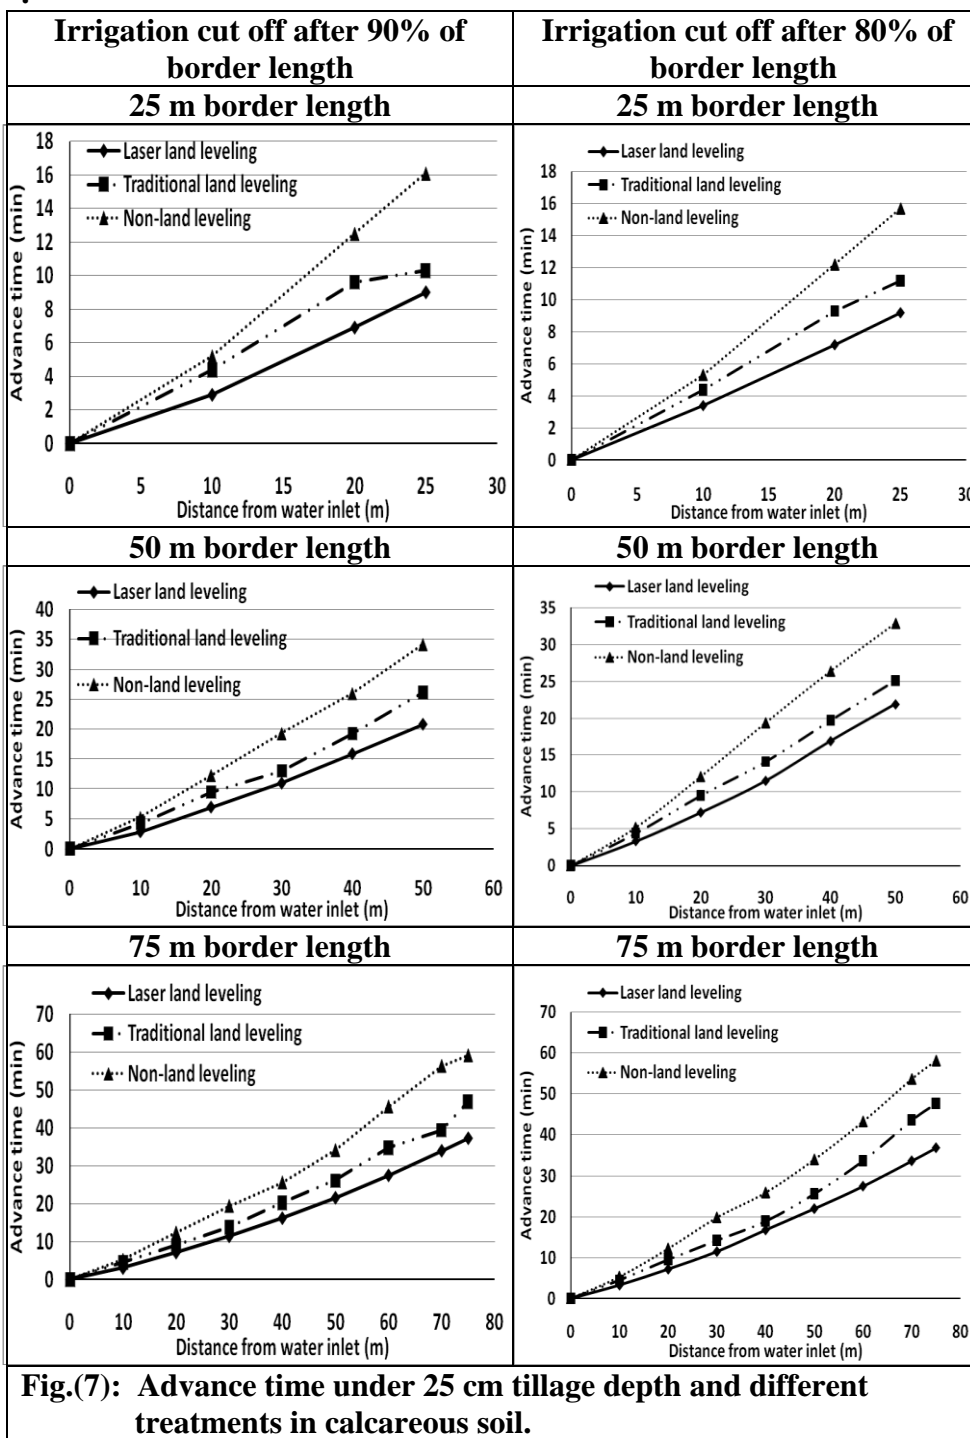 Irrigation cut off after 90% of
border length
Irrigation cut off after 80% of
border length
25 m border length
25 m border length
18
16
14
12
10
8
6
4
2
0
Advance time (min)
Laser land leveling
Traditional land leveling
Non-land leveling
0 5 10 15 20 25 30
Distance from water inlet (m)
18
16
14
12
10
8
6
4
2
0
Advance time (min)
Laser land leveling
Traditional land leveling
Non-land leveling
0 5 10 15 20 25 30
Distance from water inlet (m)
50 m border length
50 m border length
40
35
30
25
20
15
10
5
0
Advance time (min)
Laser land leveling
Traditional land leveling
Non-land leveling
0 10 20 30 40 50 60
Distance from water inlet (m)
35
30
25
20
15
10
5
0
Advance time (min)
Laser land leveling
Traditional land leveling
Non-land leveling
0 10 20 30 40 50 60
Distance from water inlet (m)
75 m border length
75 m border length
70
60
50
40
30
20
10
0
Advance time (min)
Laser land leveling
Traditional land leveling
Non-land leveling
0 10 20 30 40 50 60 70 80
Distance from water inlet (m)
70
60
50
40
30
20
10
0
Advance time (min)
Laser land leveling
Traditional land leveling
Non-land leveling
0 10 20 30 40 50 60 70 80
Distance from water inlet (m)
Fig.(7): Advance time under 25 cm tillage depth and different
treatments in calcareous soil.